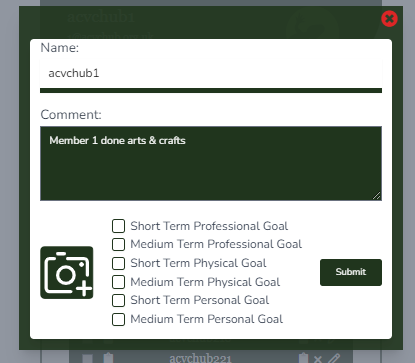 acvchub1
Name:
acvchub1
Comment:
Member 1 done arts & crafts
Short Term Professional Goal
Medium Term Professional Goal
Short Term Physical Goal
Medium Term Physical Goal
Short Term Personal Goal
Medium Term Personal Goal
Submit
acvchub221